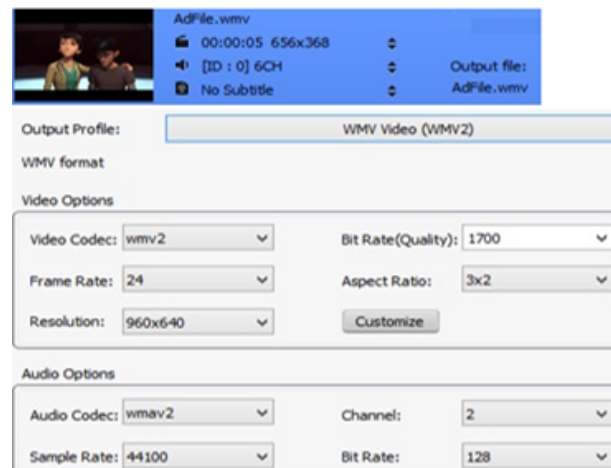 AdFile.wmv
00:00:05 656x368
[ID : 0] 6CH
Output file:
No Subtitle
AdFile.wmv
Output Profile:
WMV Video (WMV2)
WMV format
Video Options
Video Codec: wmv2
Bit Rate(Quality): 1700
Frame Rate: 24
Aspect Ratio: 3x2
Resolution: 960x640
Customize
Audio Options
Audio Codec: wmav2
Channel: 2
Sample Rate: 44100
Bit Rate: 128